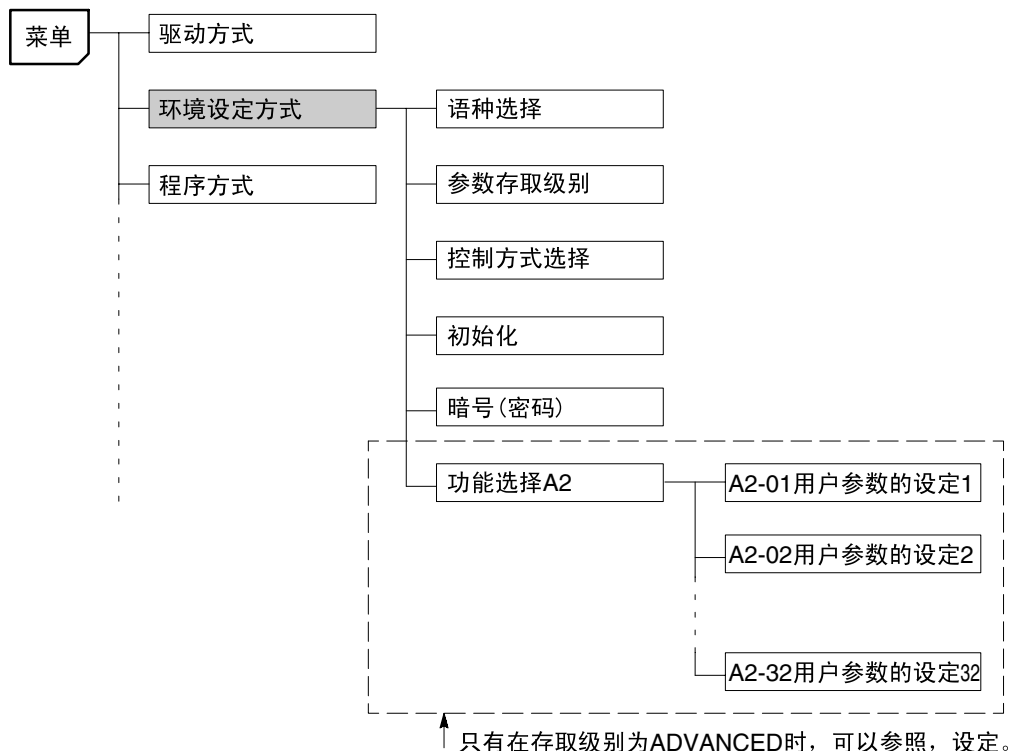 菜单
驱动方式
环境设定方式
语种选择
程序方式
参数存取级别
控制方式选择
初始化
暗号(密码)
功能选择A2
A2-01用户参数的设定1
A2-02用户参数的设定2
A2-32用户参数的设定32
只有在存取级别为ADVANCED时，可以参照，设定。